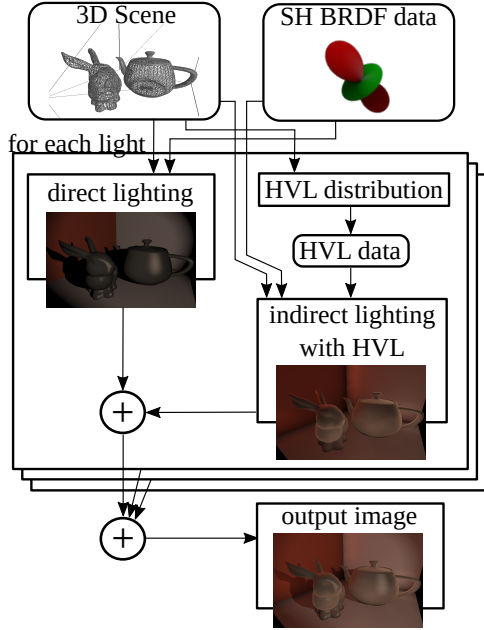 3D Scene
SH BRDF data
for each light
direct lighting
HVL distribution
HVL data
indirect lighting
with HVL
+
+
output image